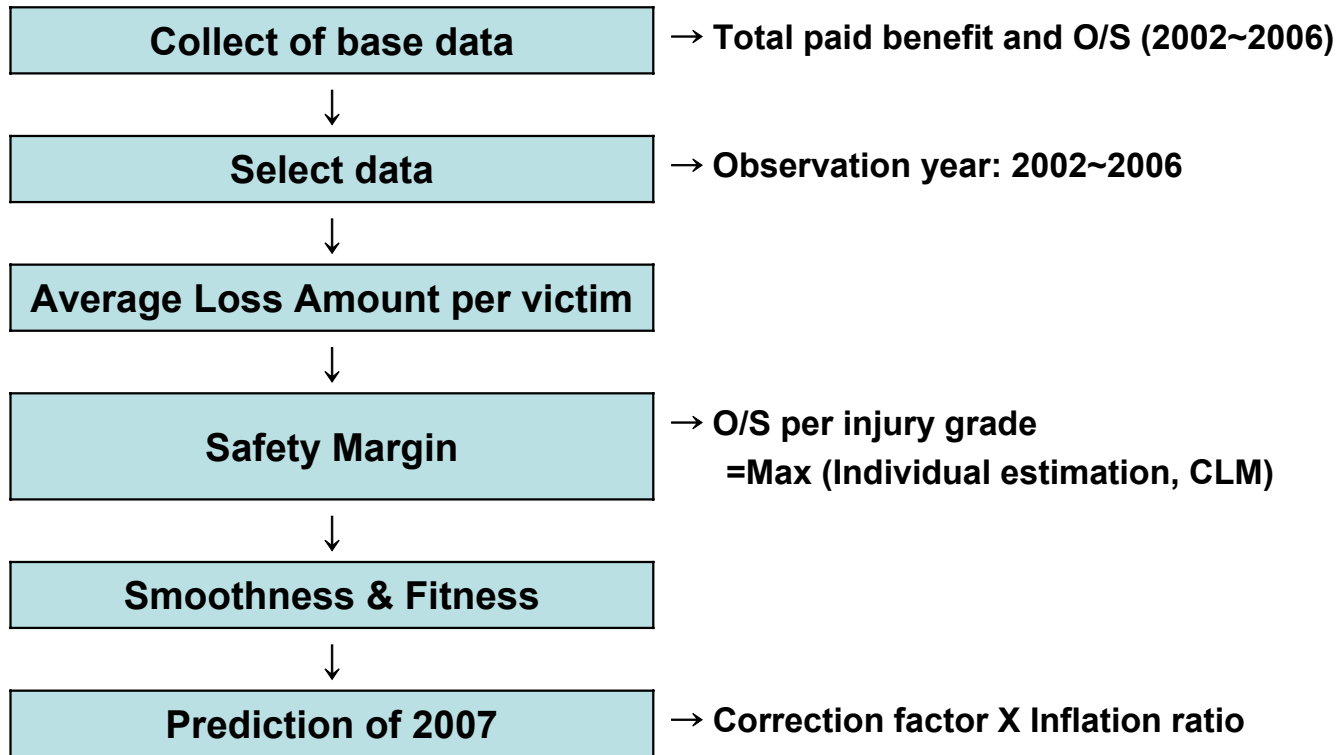 Collect of base data → Total paid benefit and O/S (2002~2006)
↓
Select data → Observation year: 2002~2006
↓
Average Loss Amount per victim
↓
Safety Margin → O/S per injury grade
=Max (Individual estimation, CLM)
↓
Smoothness & Fitness
↓
Prediction of 2007 → Correction factor X Inflation ratio